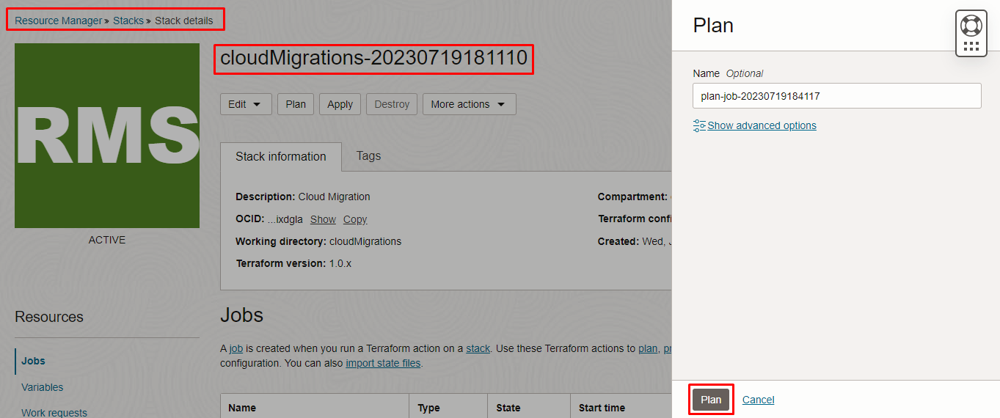 Resource Manager » Stacks » Stack details
RMS
ACTIVE
cloudMigrations-20230719181110
Edit Plan Apply Destroy More actions
Stack information Tags
Description: Cloud Migration
OCID: ...ixdgla Show Copy
Working directory: cloudMigrations
Terraform version: 1.0.x
Compartment:
Terraform confi
Created: Wed, J
Resources
Jobs
Variables
Work requests
Jobs
A job is created when you run a Terraform action on a stack. Use these Terraform actions to plan, pr
configuration. You can also import state files.
Name Type State Start time
Plan
Name Optional
plan-job-20230719184117
Show advanced options
Plan Cancel